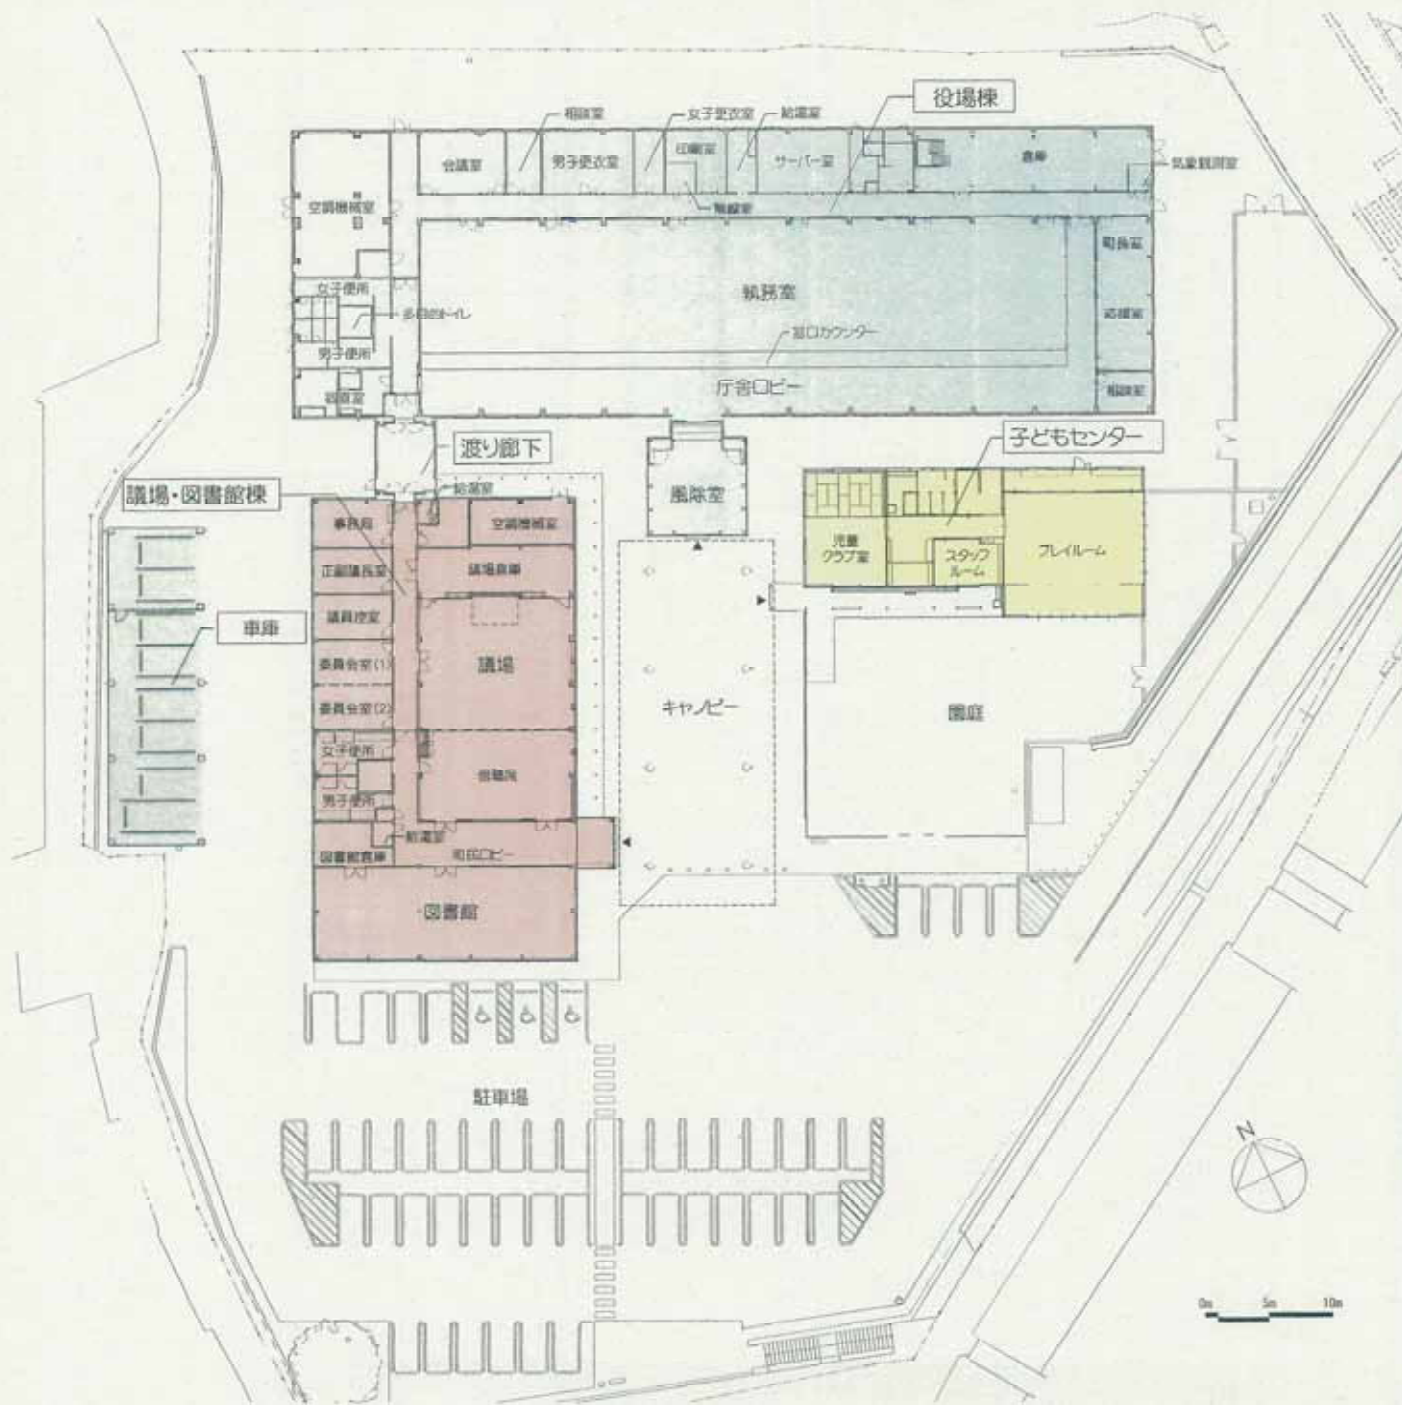 役場棟
相談室
女子更衣室
給湯室
会議室
男子更衣室
印刷室
サーバー室
倉庫
気象観測室
空調機械室
町長室
執務室
応接室
女子便所
多目的トイレ
窓口カウンター
男子便所
庁舎ロビー
宿直室
相談室
子どもセンター
渡り廊下
給湯室
議場・図書館棟
風除室
事務局
空調機械室
児童
クラブ室
スタッフ
ルーム
プレイルーム
正副議長室
議場倉庫
議員控室
車庫
議場
委員会室(1)
委員会室(2)
キャノピー
園庭
女子便所
傍聴席
男子便所
給湯室
図書館倉庫
町民ロビー
図書館
駐車場
N
0m 5m 10m